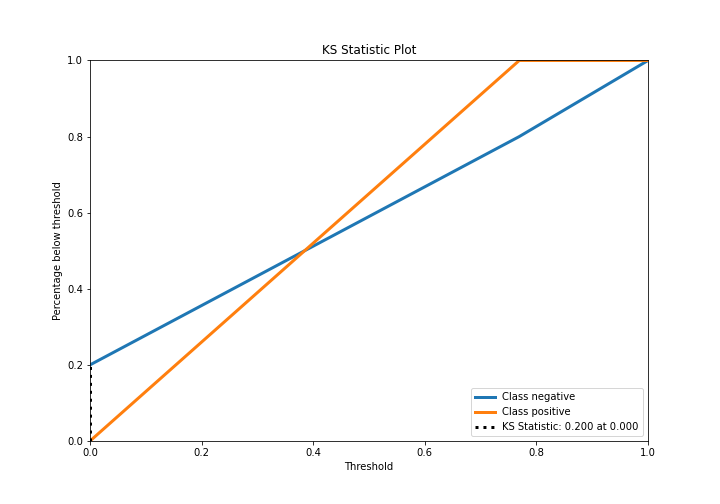 KS Statistic Plot
1.0
0.8
0.6
0.4
0.2
0.0
Percentage below threshold
Class negative
Class positive
KS Statistic: 0.200 at 0.000
0.0 0.2 0.4 0.6 0.8 1.0
Threshold